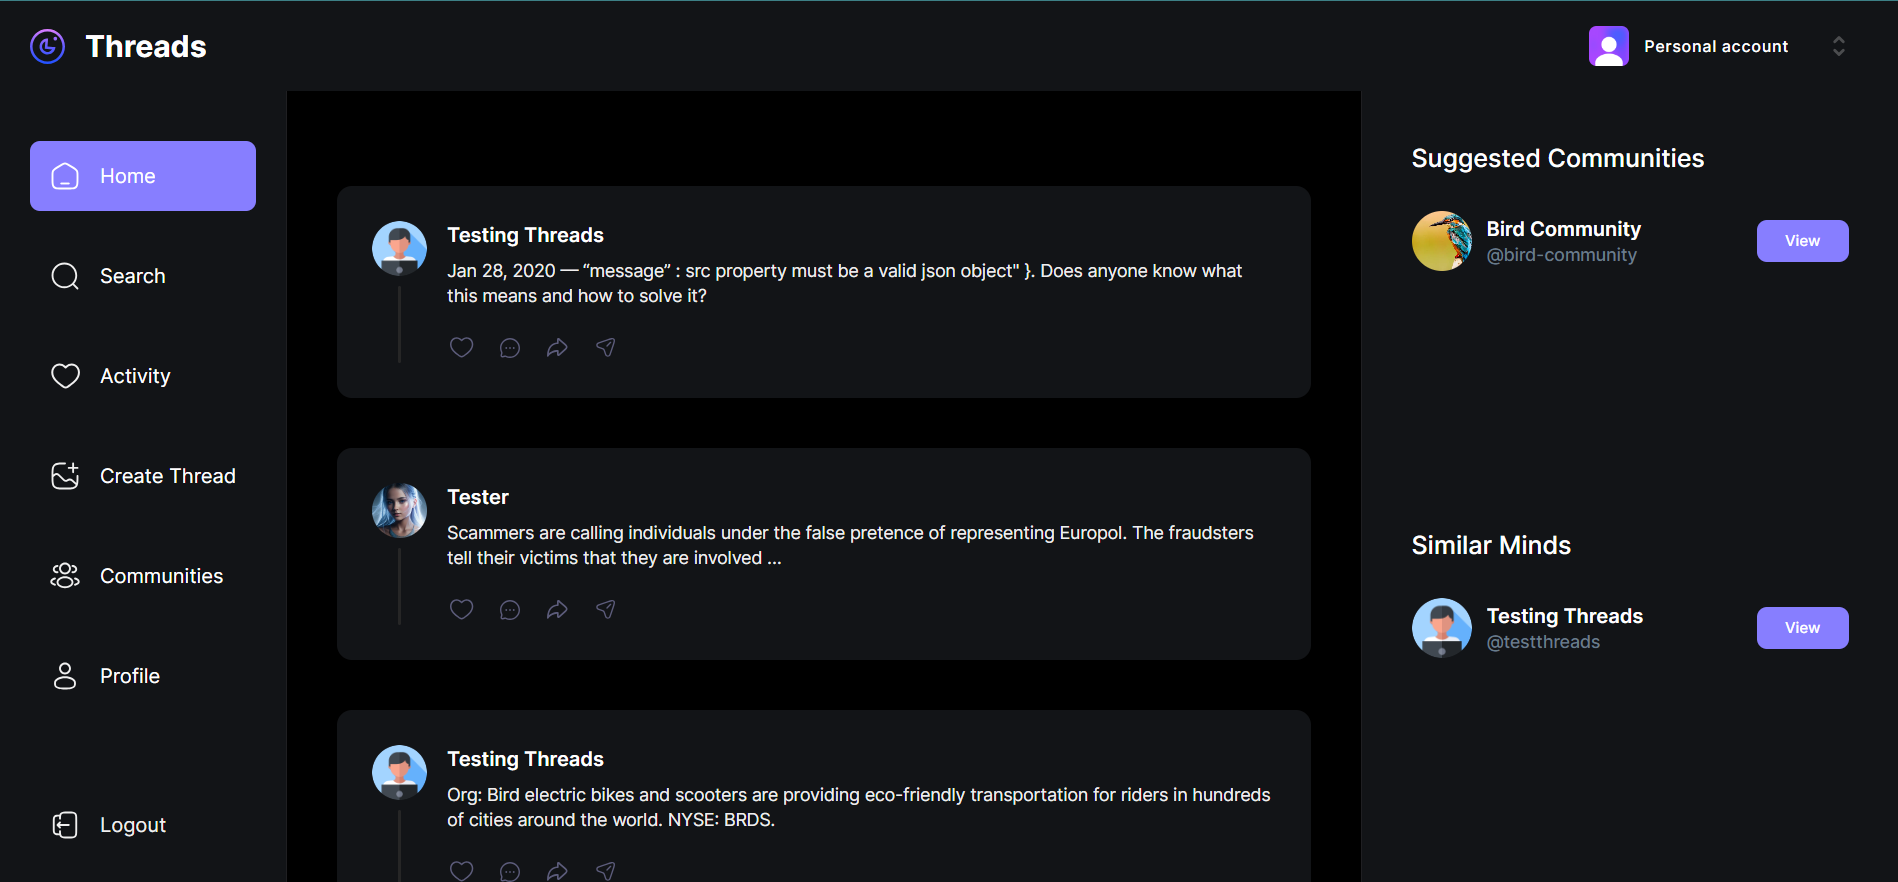 Threads
Personal account
Home
Search
Activity
Create Thread
Communities
Profile
Logout
Testing Threads
Jan 28, 2020 — “message” : src property must be a valid json object" }. Does anyone know what
this means and how to solve it?
Tester
Scammers are calling individuals under the false pretence of representing Europol. The fraudsters
tell their victims that they are involved ...
Testing Threads
Org: Bird electric bikes and scooters are providing eco-friendly transportation for riders in hundreds
of cities around the world. NYSE: BRDS.
Suggested Communities
Bird Community
@bird-community
View
Similar Minds
Testing Threads
@testthreads
View